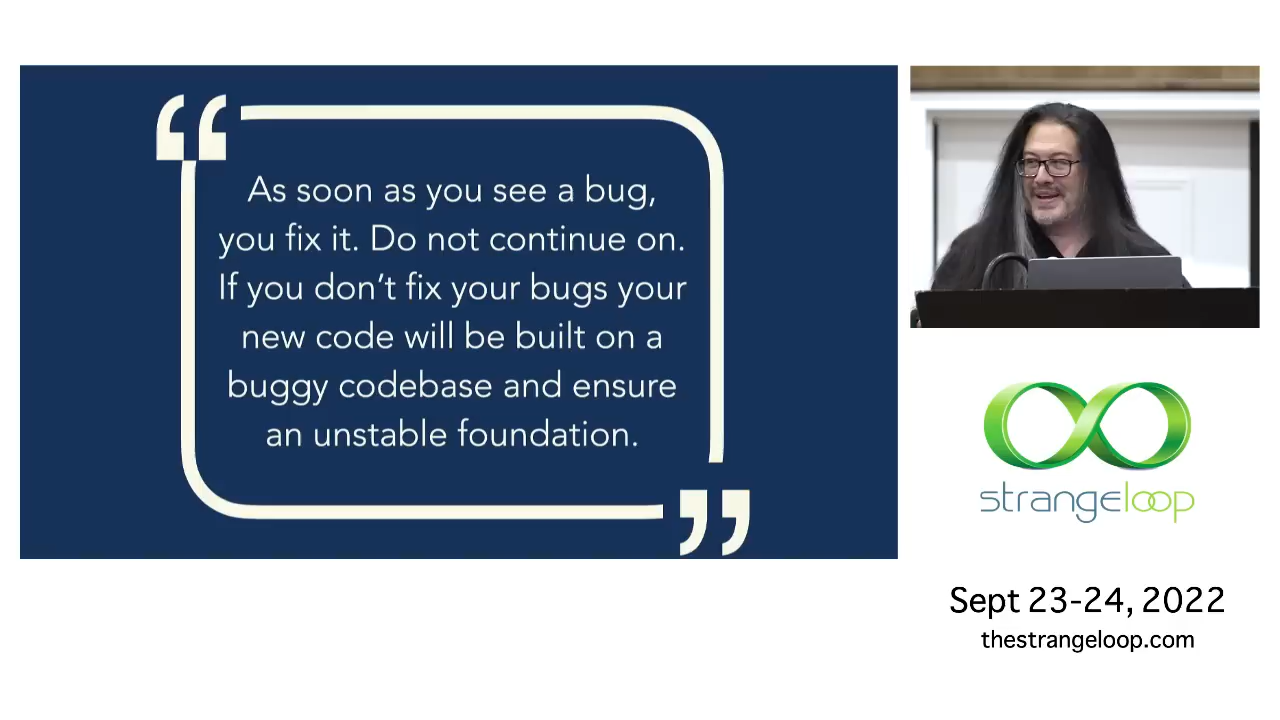 “
As soon as you see a bug,
you fix it. Do not continue on.
If you don’t fix your bugs your
new code will be built on a
buggy codebase and ensure
an unstable foundation.
”
strangeloop
Sept 23-24, 2022
thestrangeloop.com